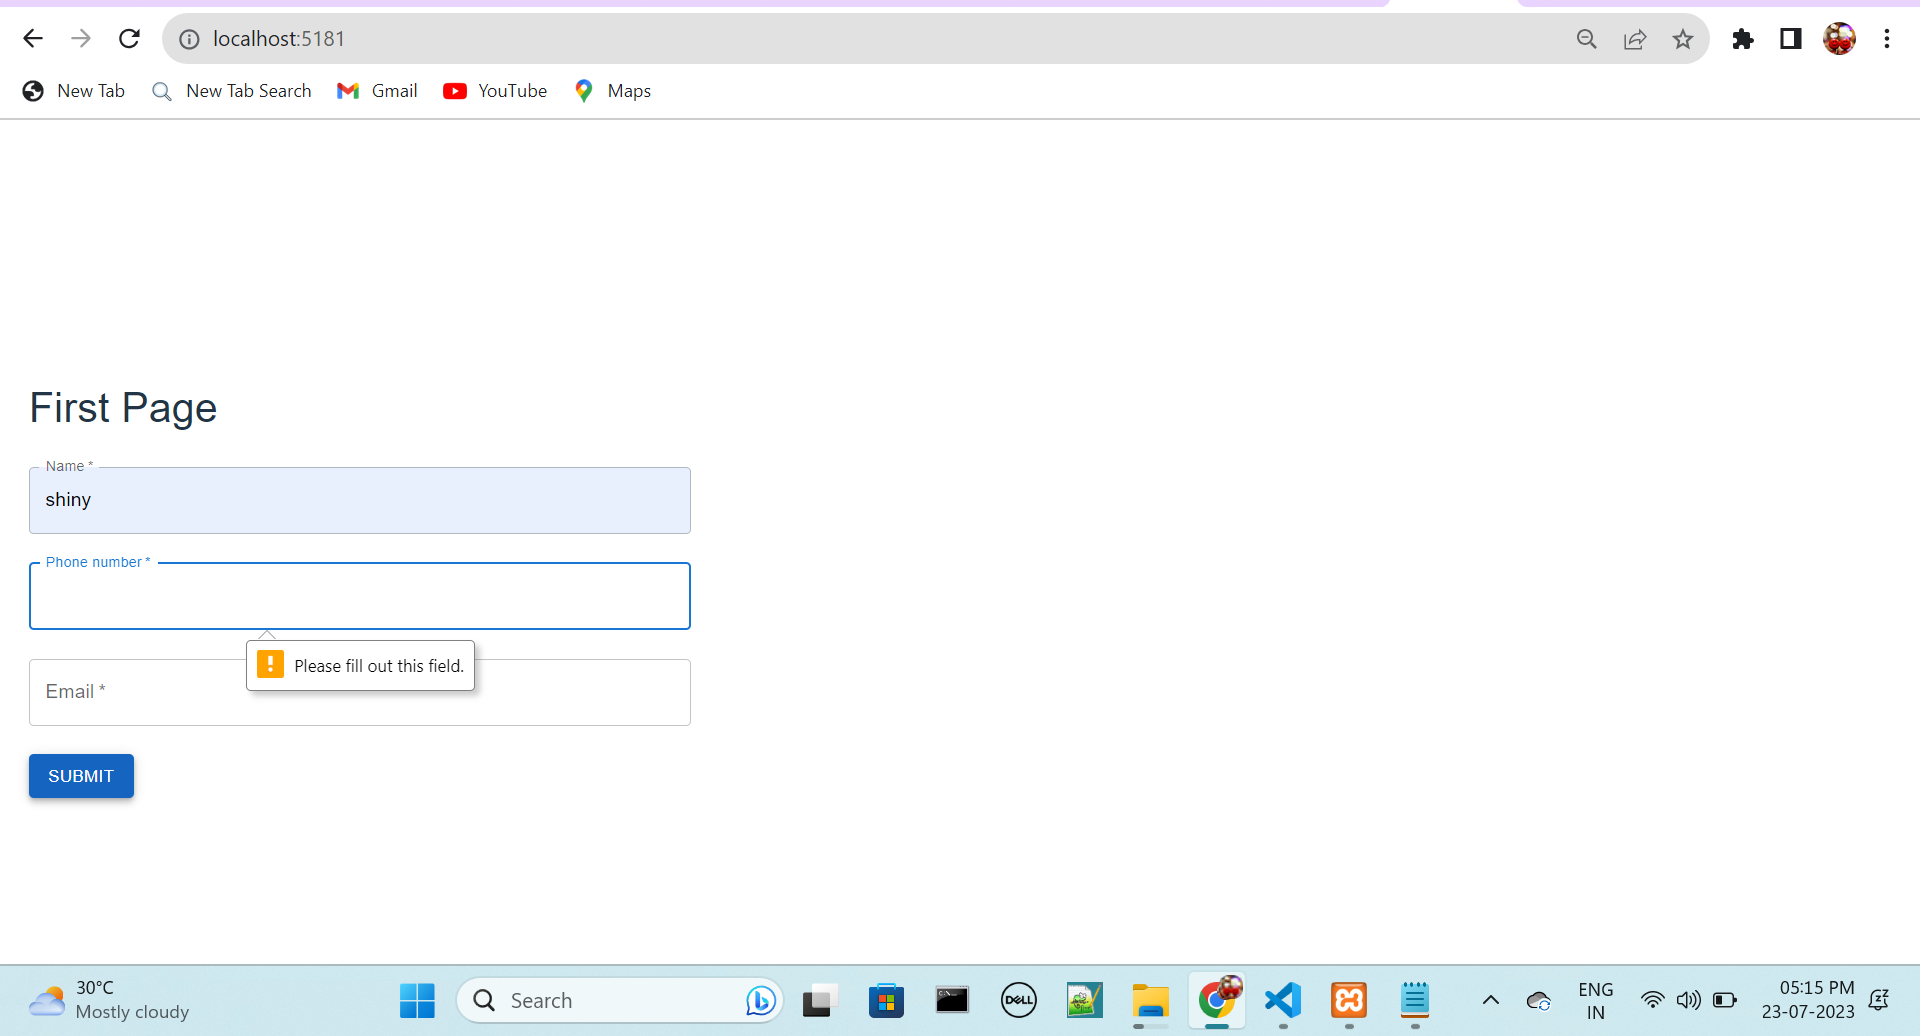 localhost:5181
New Tab
New Tab Search
Gmail
YouTube
Maps
First Page
Name *
shiny
Phone number *
Please fill out this field.
Email *
SUBMIT
30°C
Mostly cloudy
Search
DELL
ENG
IN
05:15 PM
23-07-2023